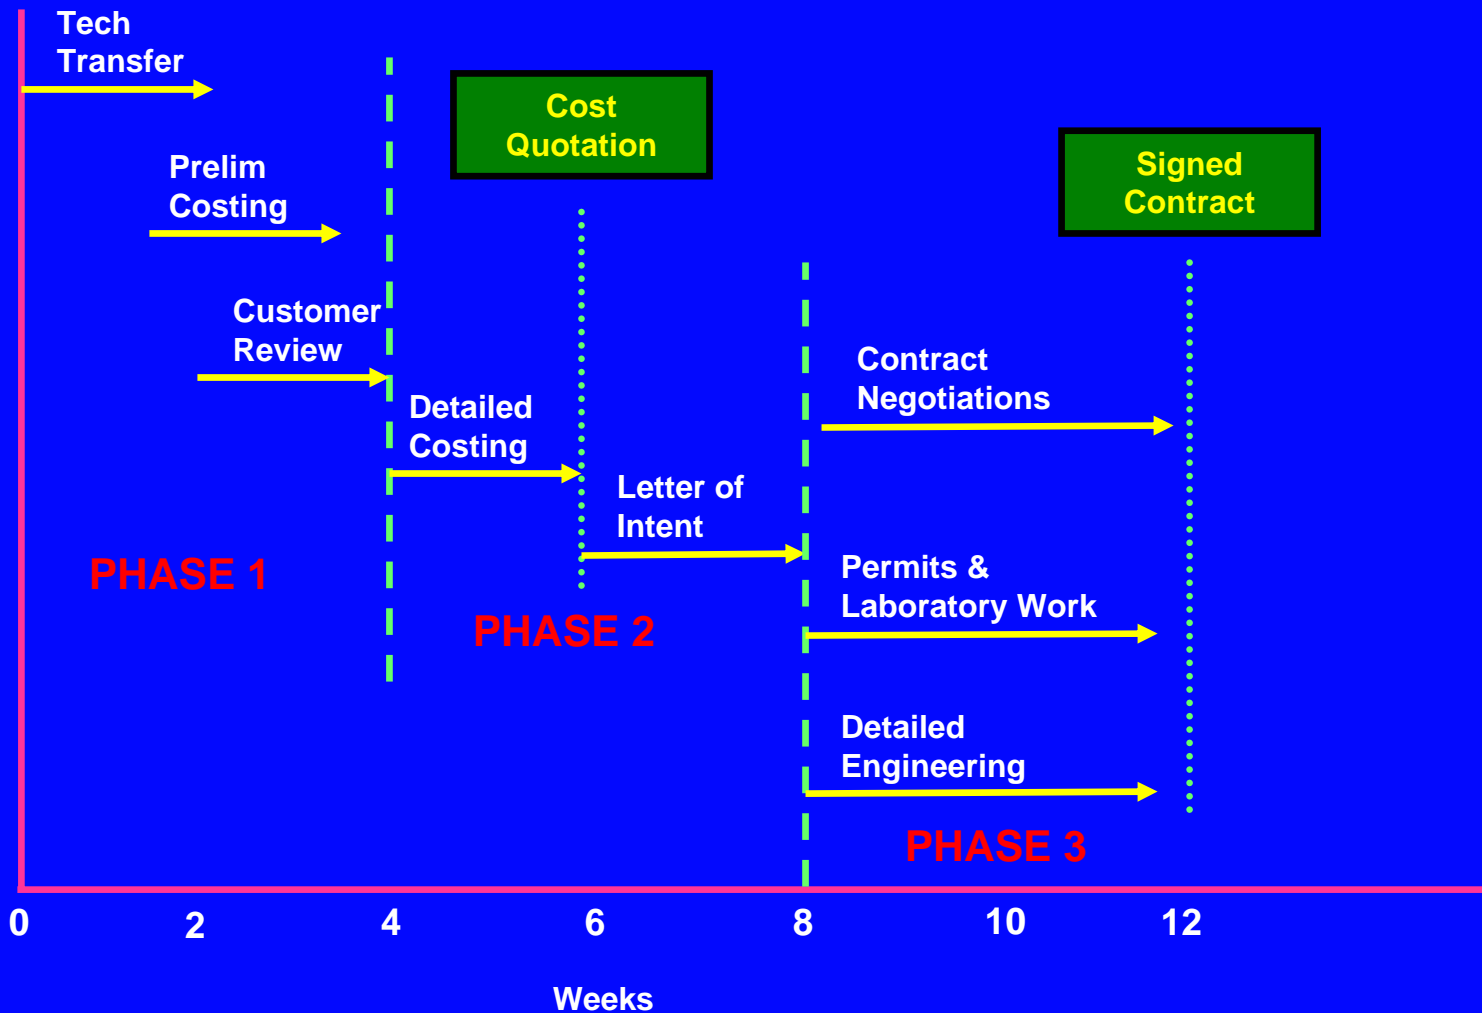 Tech
Transfer
Cost
Quotation
Prelim
Costing
Signed
Contract
Customer
Review
Contract
Negotiations
Detailed
Costing
Letter of
Intent
PHASE 1
Permits &
Laboratory Work
PHASE 2
Detailed
Engineering
PHASE 3
0 2 4 6 8 10 12
Weeks